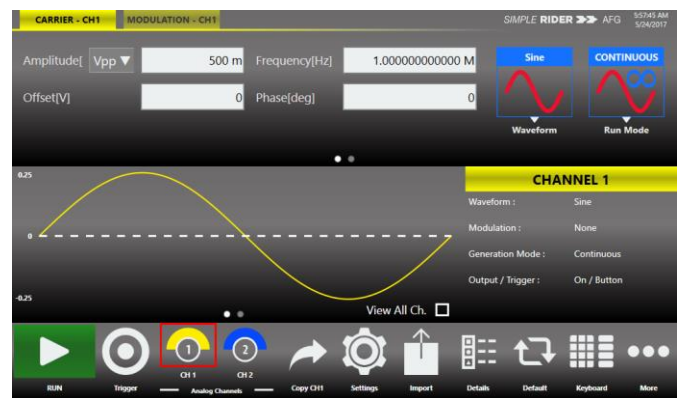 CARRIER - CH1
MODULATION - CH1
SIMPLE RIDER AFG
5:57:45 AM
5/24/2017
Amplitude[ Vpp ▼ 500 m
Frequency[Hz] 1.000000000000 M
Offset[V] 0
Phase[deg] 0
Sine
Waveform
CONTINUOUS
Run Mode
0.25
0
-0.25
View All Ch.
CHANNEL 1
Waveform : Sine
Modulation : None
Generation Mode : Continuous
Output / Trigger : On / Button
RUN
Trigger
1
CH 1
2
CH 2
Analog Channels
Copy CH1
Settings
Import
Details
Default
Keyboard
More